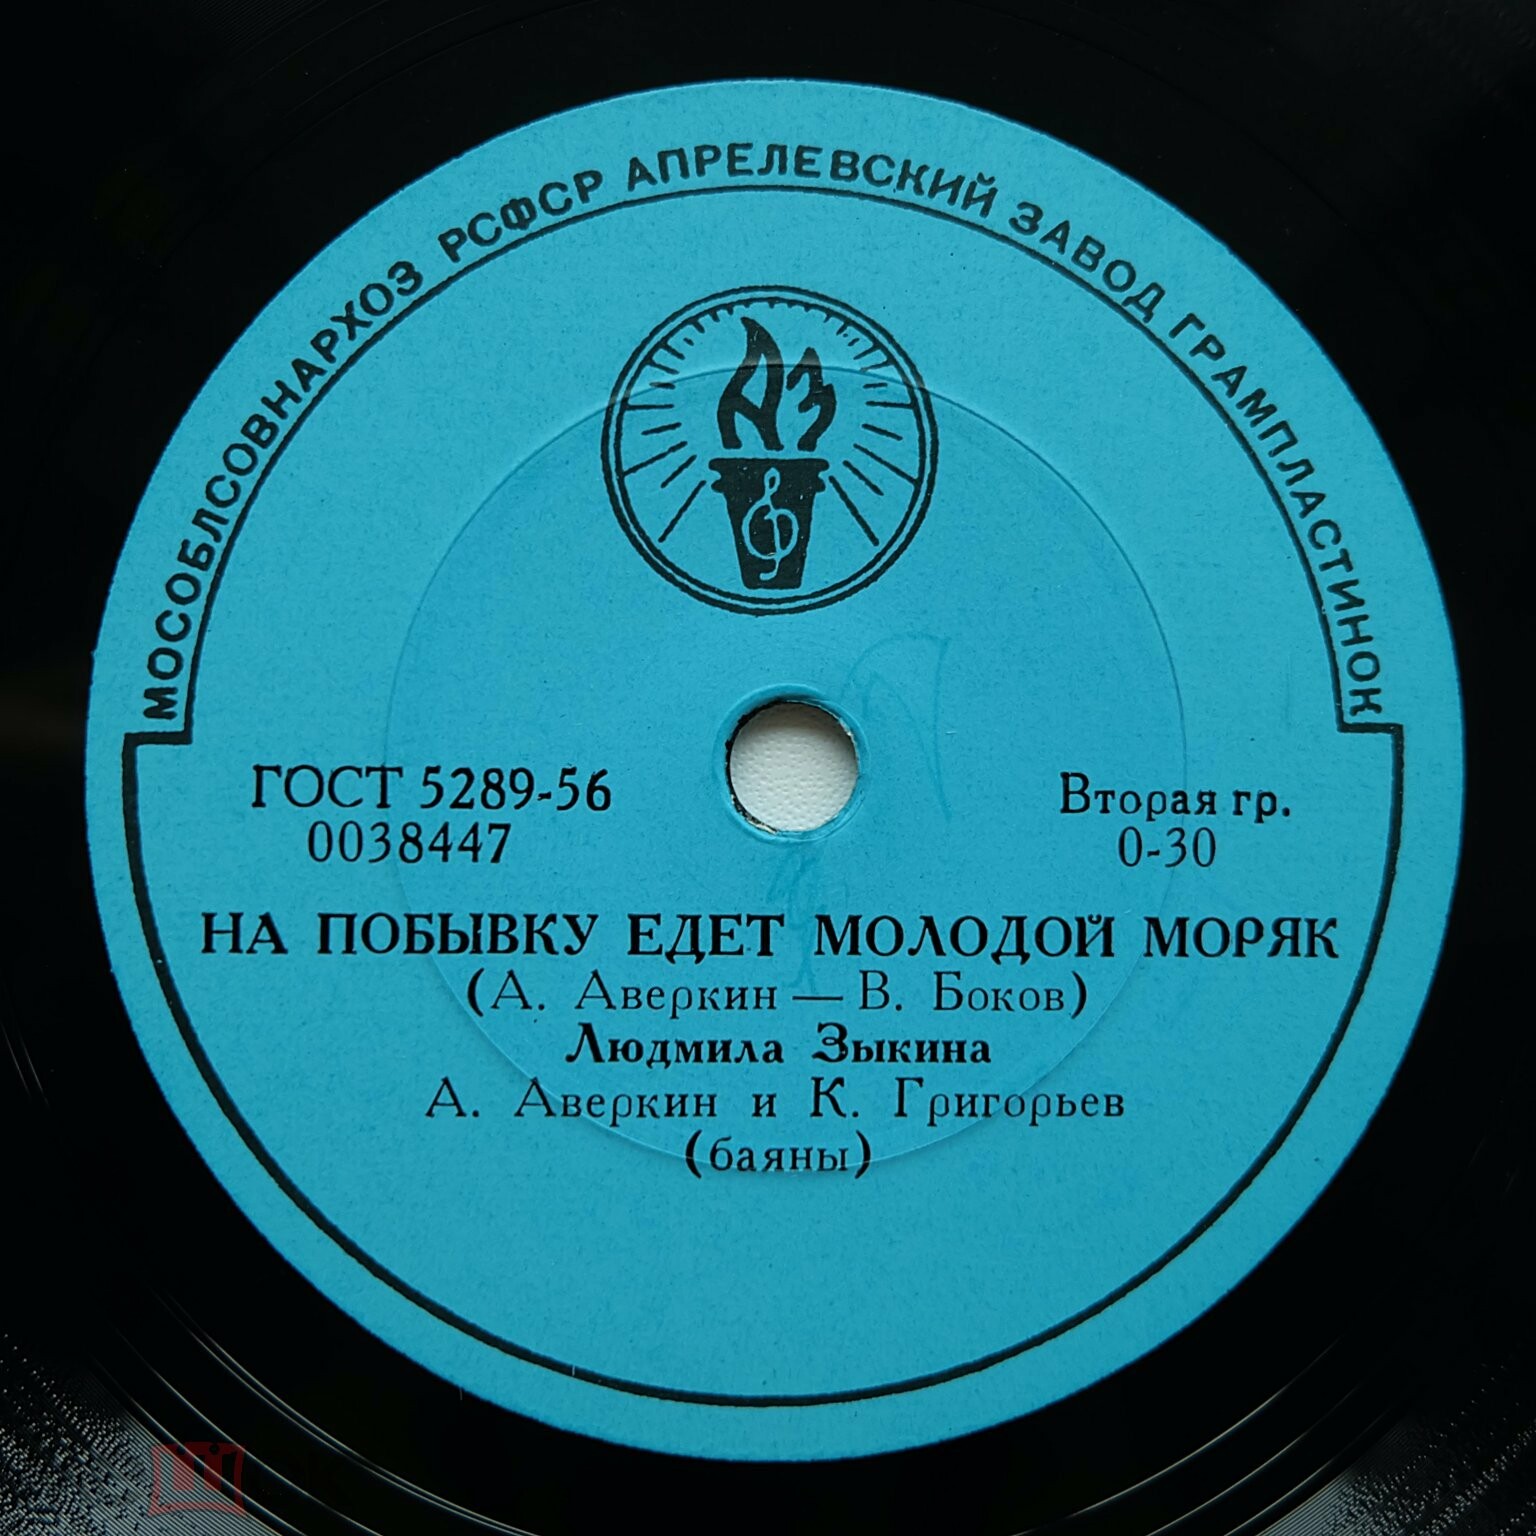 МОСОБЛСОВНАРХОЗ РСФСР АПРЕЛЕВСКИЙ ЗАВОД ГРАМПЛАСТИНОК
АЗ
ГОСТ 5289-56
0038447
Вторая гр.
0-30
НА ПОБЫВКУ ЕДЕТ МОЛОДОЙ МОРЯК
(А. Аверкин — В. Боков)
Людмила Зыкина
А. Аверкин и К. Григорьев
(баяны)